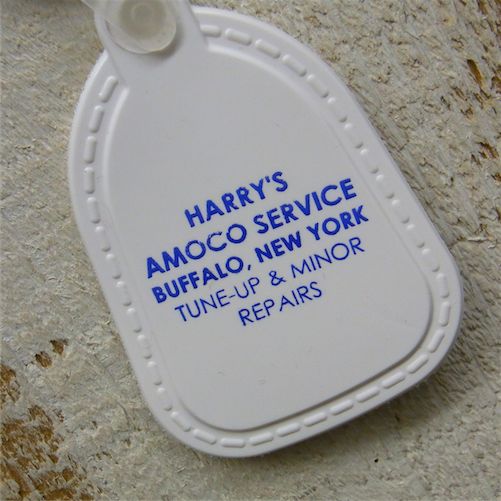 HARRY'S
AMOCO SERVICE
BUFFALO, NEW YORK
TUNE-UP & MINOR
REPAIRS